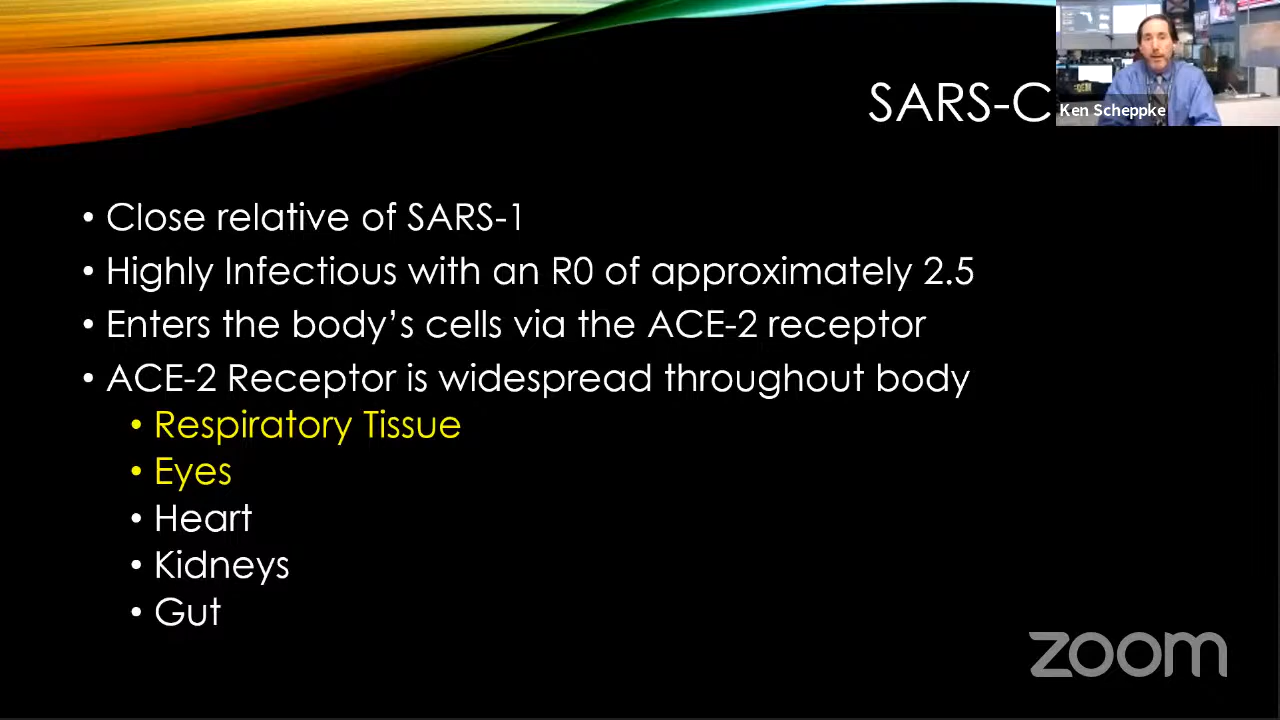 SARS-C
Ken Scheppke
• Close relative of SARS-1
• Highly Infectious with an R0 of approximately 2.5
• Enters the body’s cells via the ACE-2 receptor
• ACE-2 Receptor is widespread throughout body
• Respiratory Tissue
• Eyes
• Heart
• Kidneys
• Gut
zoom